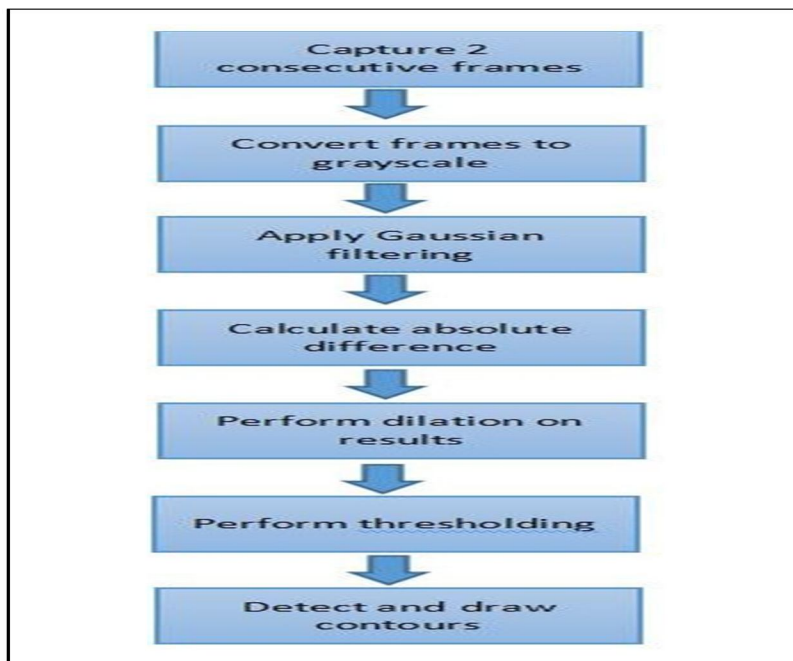 Capture 2
consecutive frames
Convert frames to
grayscale
Apply Gaussian
filtering
Calculate absolute
difference
Perform dilation on
results
Perform thresholding
Detect and draw
contours